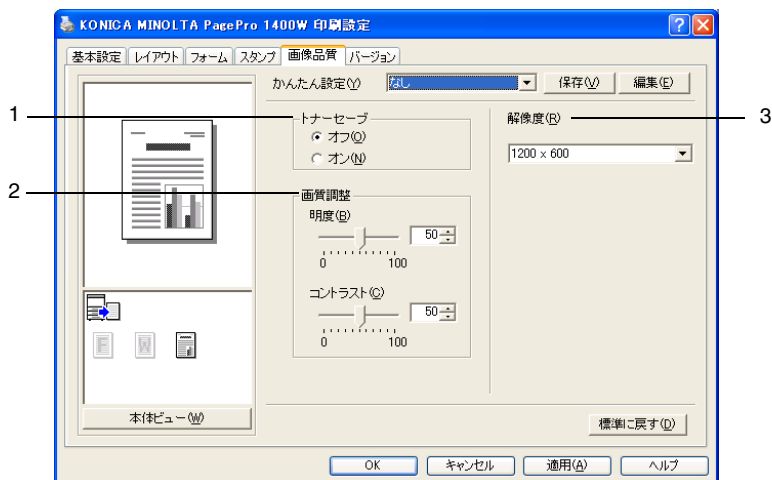 KONICA MINOLTA PagePro 1400W 印刷設定
基本設定 レイアウト フォーム スタンプ 画像品質 バージョン
かんたん設定(Y) なし 保存(V) 編集(E)
1
トナーセーブ
オフ(O)
オン(N)
解像度(R)
3
1200 x 600
2
画質調整
明度(B)
50
0 100
コントラスト(C)
50
0 100
F W
本体ビュー(W)
標準に戻す(D)
OK キャンセル 適用(A) ヘルプ